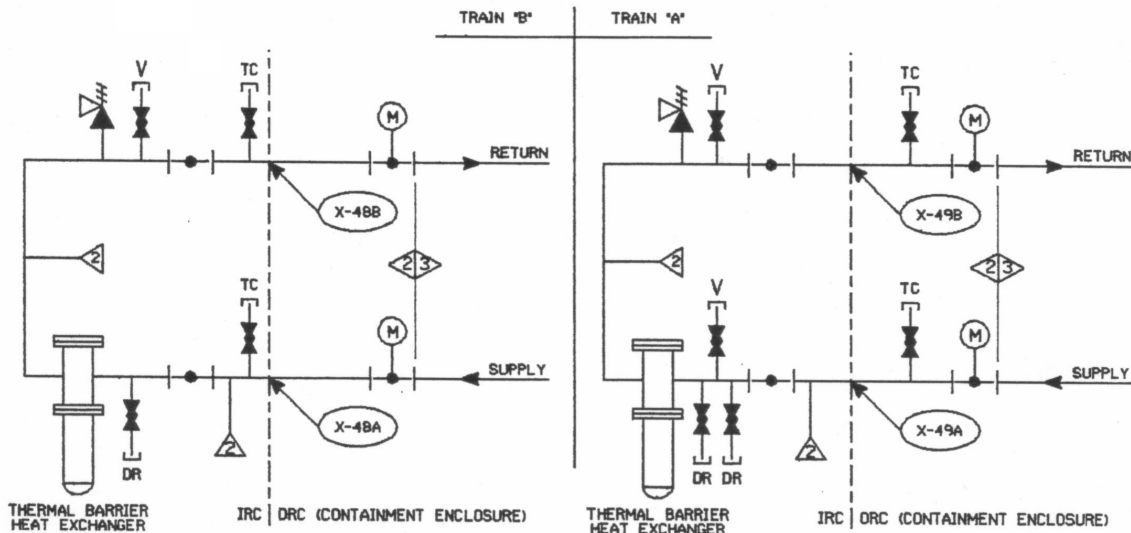 TRAIN "B"
TRAIN "A"
V
TC
M
RETURN
X-48B
2
2 3
TC
M
SUPPLY
X-48A
2
DR
THERMAL BARRIER
HEAT EXCHANGER
IRC
ORC (CONTAINMENT ENCLOSURE)
V
TC
M
RETURN
X-49B
2
2 3
V
TC
M
SUPPLY
X-49A
2
DR DR
THERMAL BARRIER
HEAT EXCHANGER
IRC
ORC (CONTAINMENT ENCLOSURE)